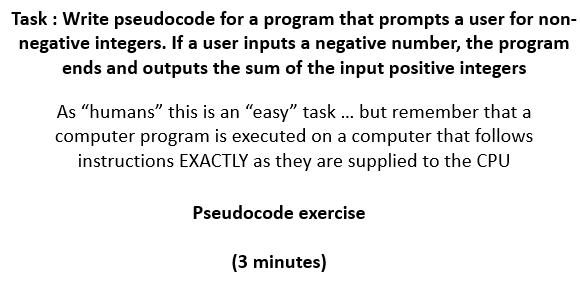 Task : Write pseudocode for a program that prompts a user for non-
negative integers. If a user inputs a negative number, the program
ends and outputs the sum of the input positive integers
As “humans” this is an “easy” task … but remember that a
computer program is executed on a computer that follows
instructions EXACTLY as they are supplied to the CPU
Pseudocode exercise
(3 minutes)